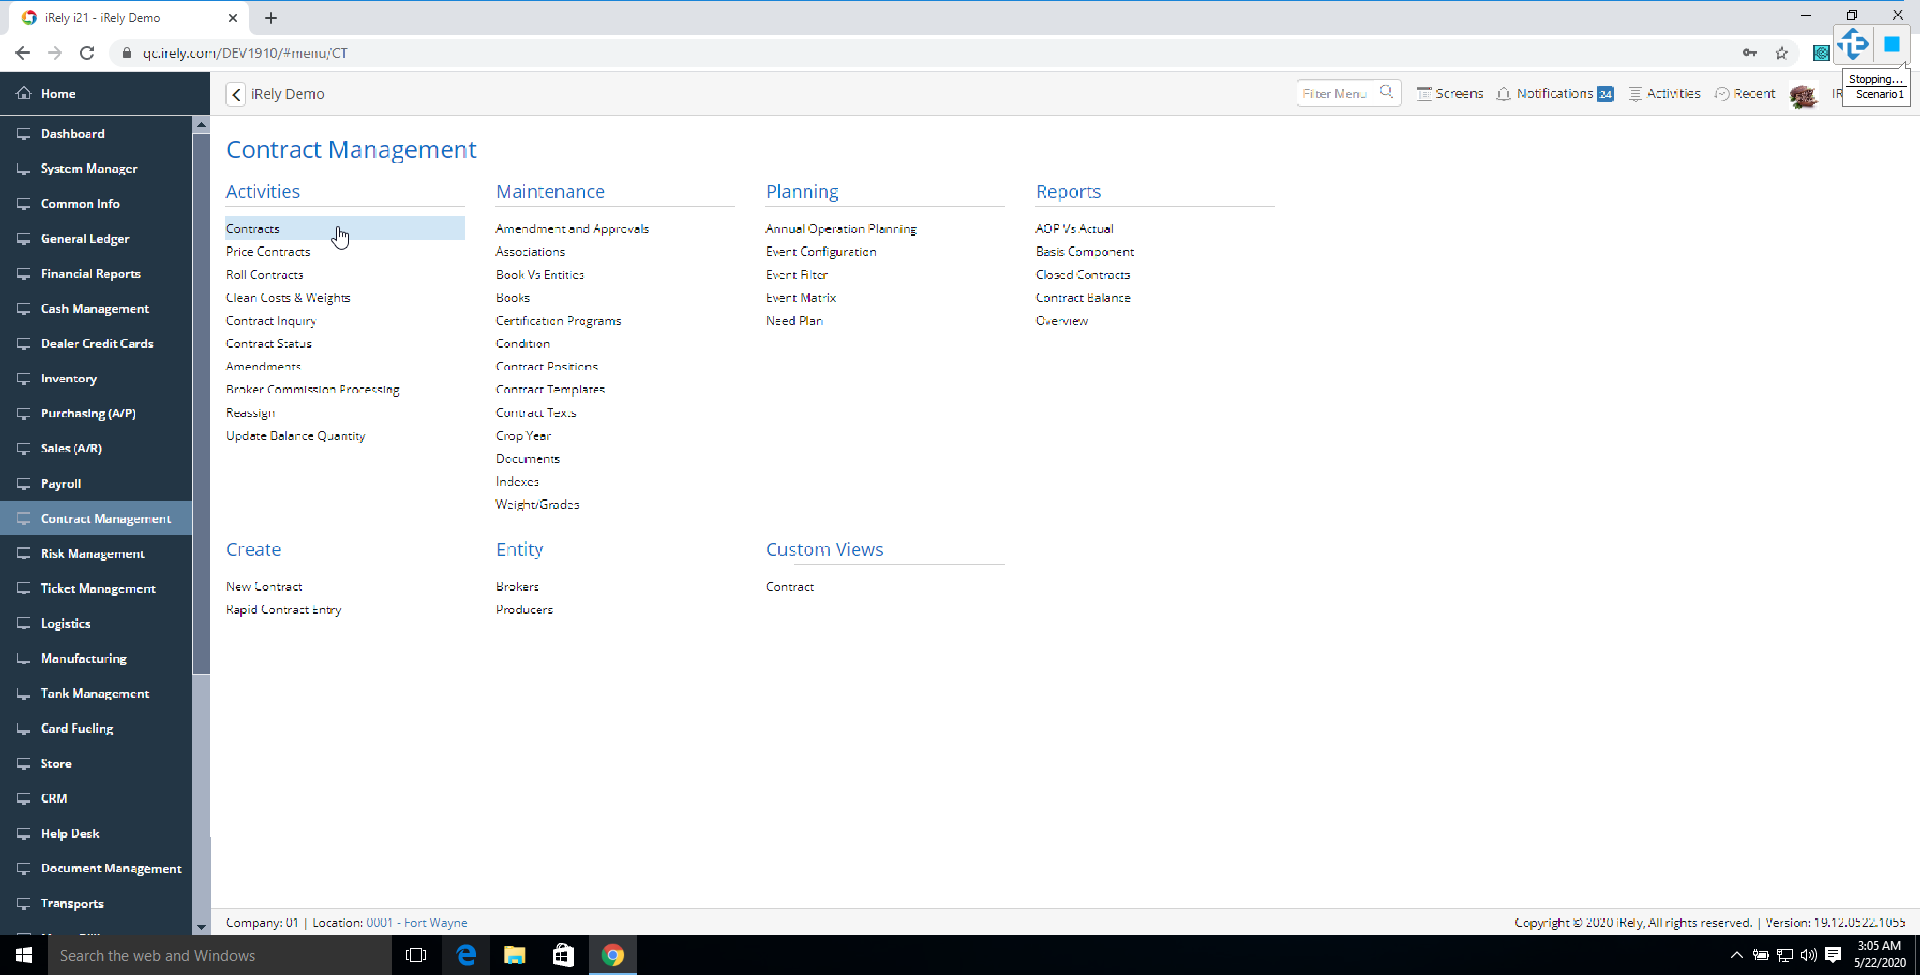 iRely i21 - iRely Demo
qc.irely.com/DEV1910/#menu/CT
Stopping...
Scenario1
Home
iRely Demo
Filter Menu
Screens
Notifications 24
Activities
Recent
Dashboard
System Manager
Common Info
General Ledger
Financial Reports
Cash Management
Dealer Credit Cards
Inventory
Purchasing (A/P)
Sales (A/R)
Payroll
Contract Management
Risk Management
Ticket Management
Logistics
Manufacturing
Tank Management
Card Fueling
Store
CRM
Help Desk
Document Management
Transports
Contract Management
Activities
Contracts
Price Contracts
Roll Contracts
Clean Costs & Weights
Contract Inquiry
Contract Status
Amendments
Broker Commission Processing
Reassign
Update Balance Quantity
Maintenance
Amendment and Approvals
Associations
Book Vs Entities
Books
Certification Programs
Condition
Contract Positions
Contract Templates
Contract Texts
Crop Year
Documents
Indexes
Weight/Grades
Planning
Annual Operation Planning
Event Configuration
Event Filter
Event Matrix
Need Plan
Reports
AOP Vs Actual
Basis Component
Closed Contracts
Contract Balance
Overview
Create
New Contract
Rapid Contract Entry
Entity
Brokers
Producers
Custom Views
Contract
Company: 01 | Location: 0001 - Fort Wayne
Copyright © 2020 iRely, All rights reserved. | Version: 19.12.0522.1055
Search the web and Windows
3:05 AM
5/22/2020